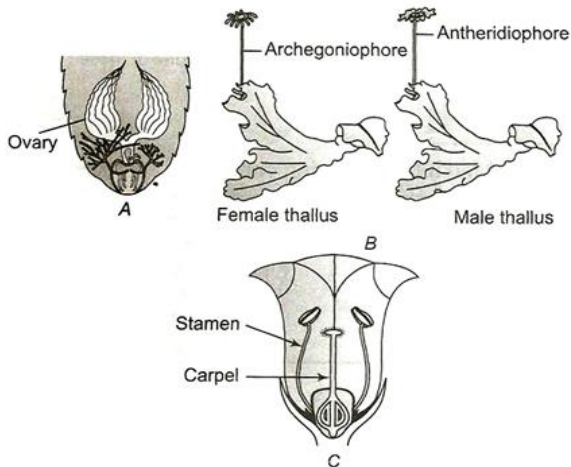 Archegoniophore
Antheridiophore
Ovary
A
Female thallus
Male thallus
B
Stamen
Carpel
C